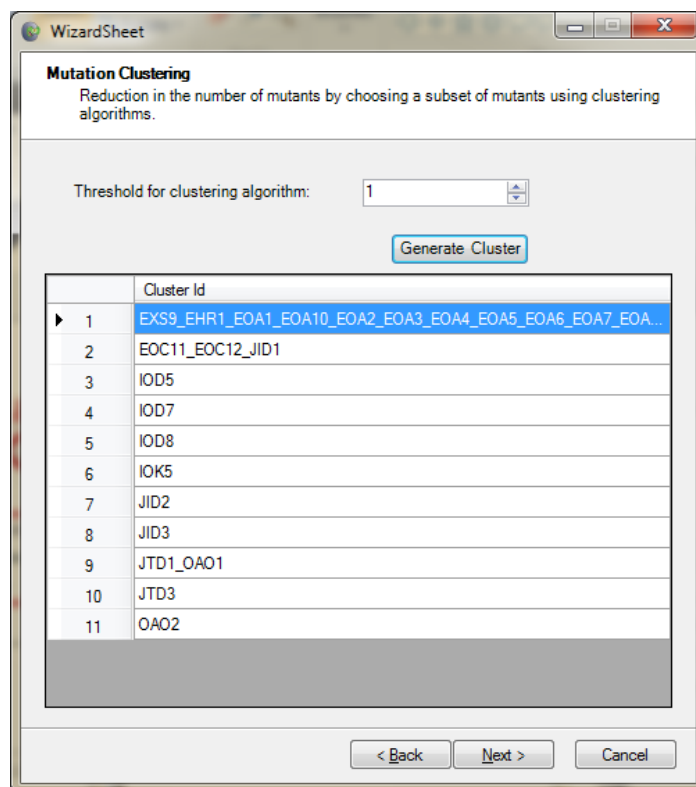 WizardSheet
Mutation Clustering
Reduction in the number of mutants by choosing a subset of mutants using clustering
algorithms.
Threshold for clustering algorithm: 1
Generate Cluster
Cluster Id
1 EXS9_EHR1_EOA1_EOA10_EOA2_EOA3_EOA4_EOA5_EOA6_EOA7_EOA...
2 EOC11_EOC12_JID1
3 IOD5
4 IOD7
5 IOD8
6 IOK5
7 JID2
8 JID3
9 JTD1_OAO1
10 JTD3
11 OAO2
< Back Next > Cancel